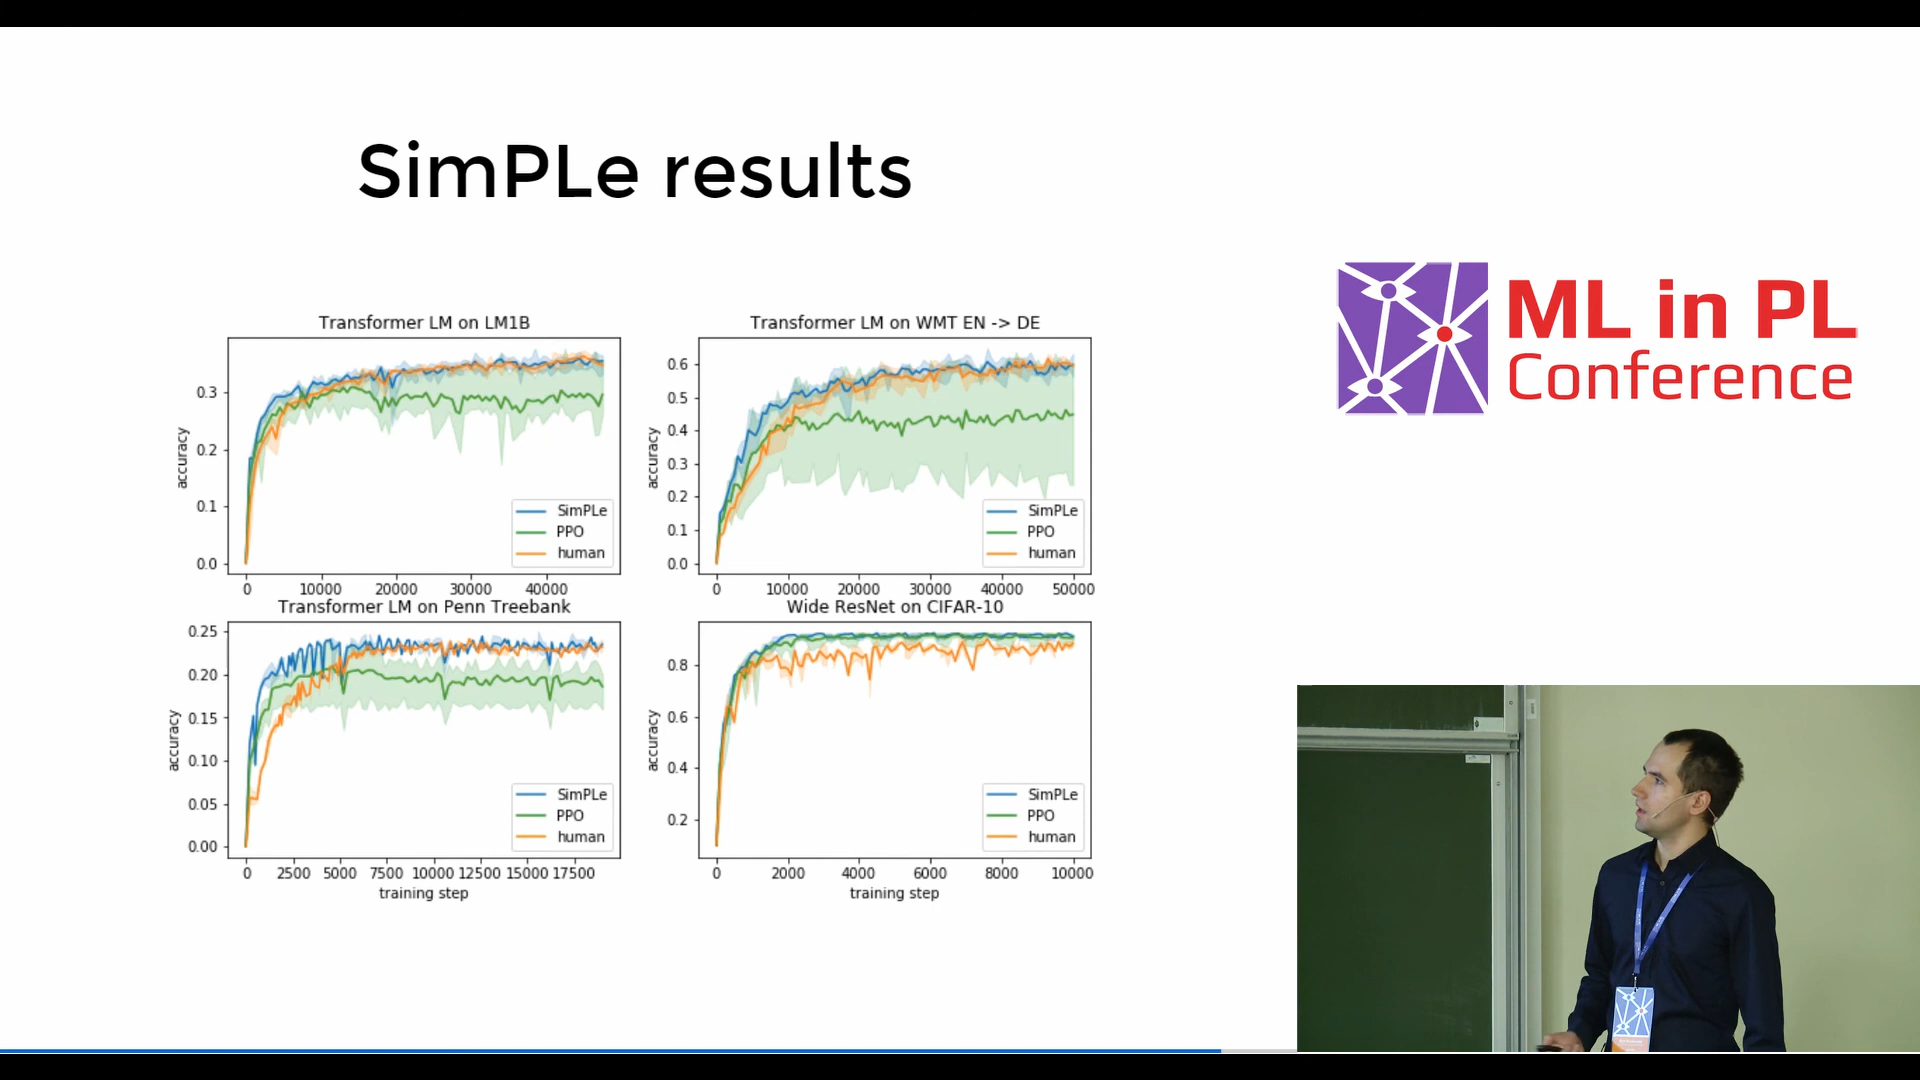 SimPLe results
ML in PL
Conference
Transformer LM on LM1B
accuracy
0.3
0.2
0.1
0.0
SimPLe
PPO
human
0 10000 20000 30000 40000
Transformer LM on WMT EN -> DE
accuracy
0.6
0.5
0.4
0.3
0.2
0.1
0.0
SimPLe
PPO
human
0 10000 20000 30000 40000 50000
Transformer LM on Penn Treebank
accuracy
0.25
0.20
0.15
0.10
0.05
0.00
SimPLe
PPO
human
0 2500 5000 7500 10000 12500 15000 17500
training step
Wide ResNet on CIFAR-10
accuracy
0.8
0.6
0.4
0.2
SimPLe
PPO
human
0 2000 4000 6000 8000 10000
training step